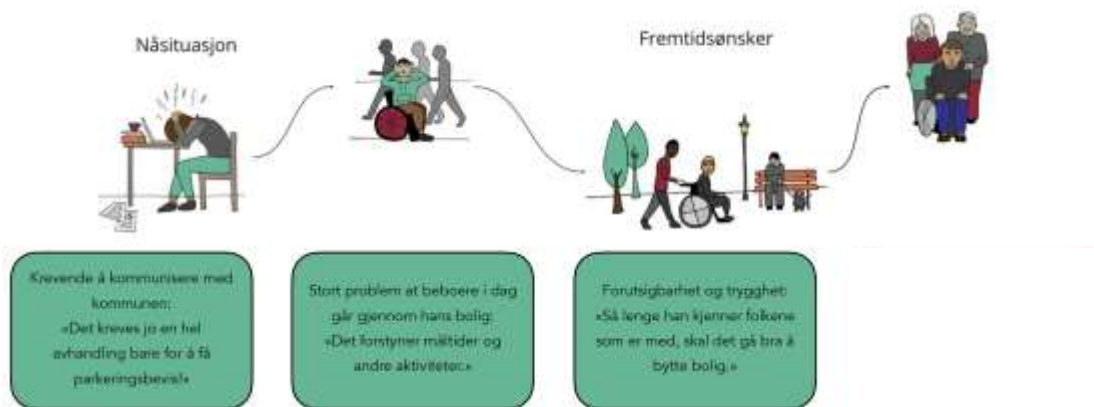 Nåsituasjon
Fremtidsønsker
Krevende å kommunisere med
kommunen:
«Det kreves jo en hel
avhandling bare for å få
parkeringsbevis!»
Stort problem at beboere i dag
går gjennom hans bolig:
«Det forstyrrer måltider og
andre aktiviteter.»
Forutsigbarhet og trygghet:
«Så lenge han kjenner folkene
som er med, skal det gå bra å
bytte bolig.»